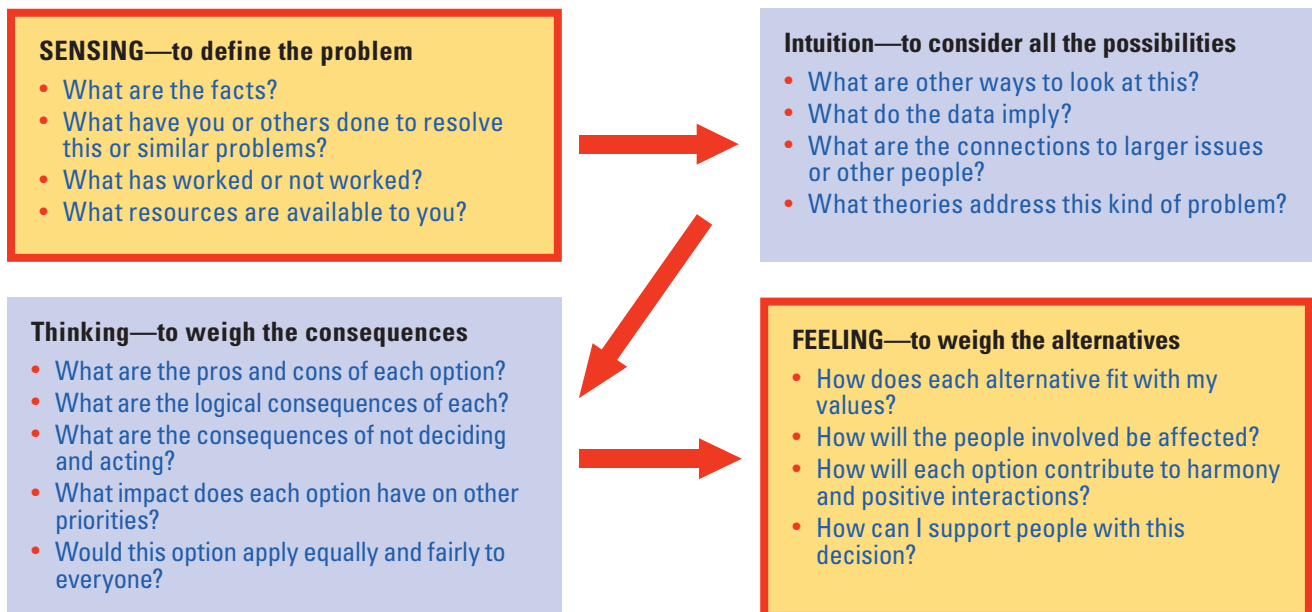 SENSING—to define the problem
• What are the facts?
• What have you or others done to resolve
this or similar problems?
• What has worked or not worked?
• What resources are available to you?
Intuition—to consider all the possibilities
• What are other ways to look at this?
• What do the data imply?
• What are the connections to larger issues
or other people?
• What theories address this kind of problem?
Thinking—to weigh the consequences
• What are the pros and cons of each option?
• What are the logical consequences of each?
• What are the consequences of not deciding
and acting?
• What impact does each option have on other
priorities?
• Would this option apply equally and fairly to
everyone?
FEELING—to weigh the alternatives
• How does each alternative fit with my
values?
• How will the people involved be affected?
• How will each option contribute to harmony
and positive interactions?
• How can I support people with this
decision?